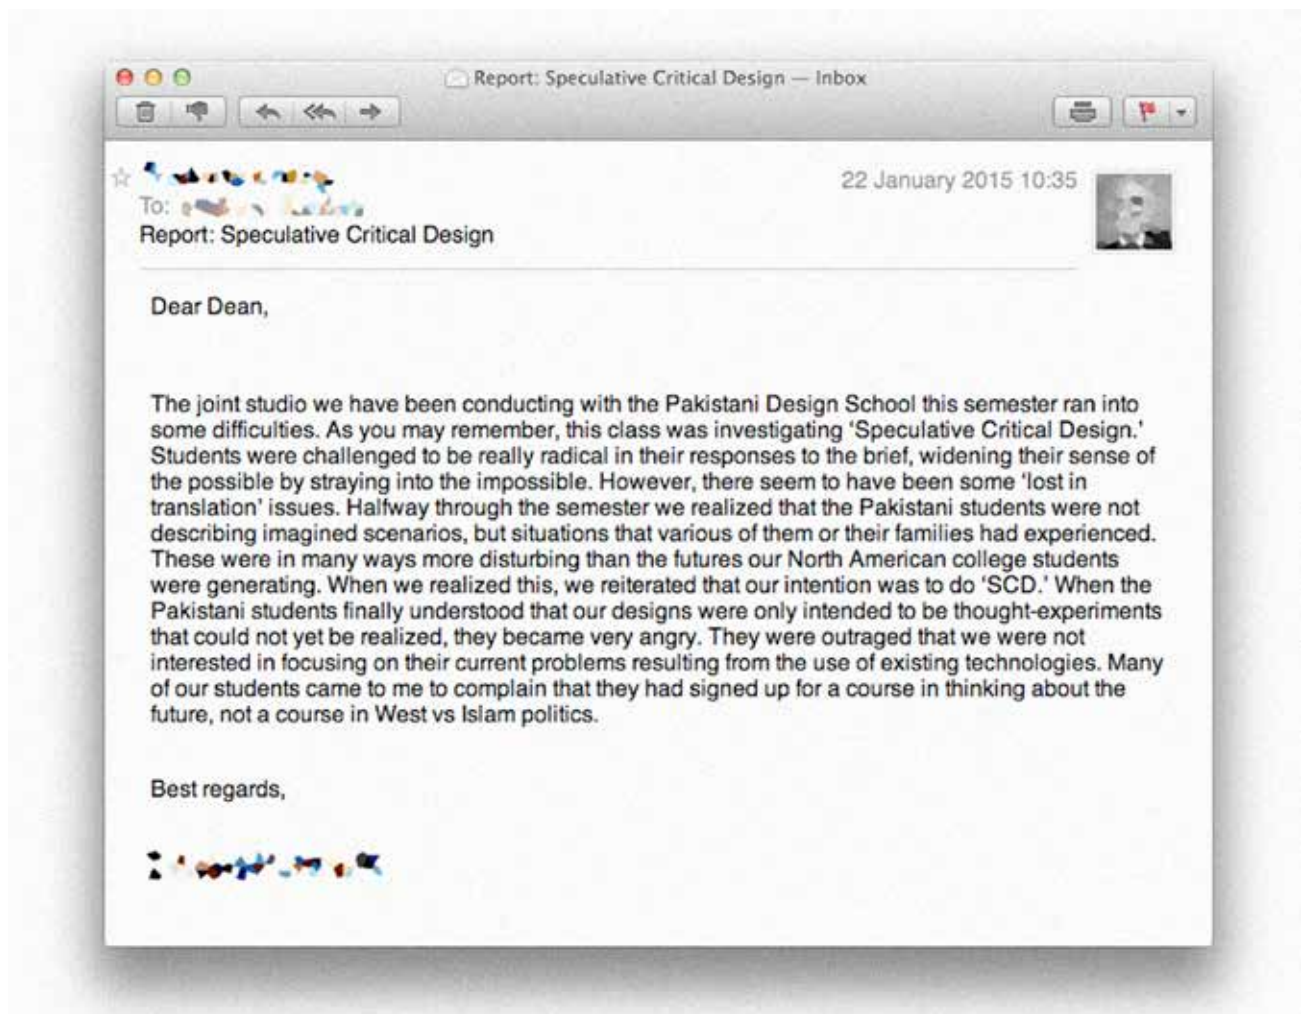 Report: Speculative Critical Design — Inbox
22 January 2015 10:35
To:
Report: Speculative Critical Design
Dear Dean,
The joint studio we have been conducting with the Pakistani Design School this semester ran into
some difficulties. As you may remember, this class was investigating ‘Speculative Critical Design.’
Students were challenged to be really radical in their responses to the brief, widening their sense of
the possible by straying into the impossible. However, there seem to have been some ‘lost in
translation’ issues. Halfway through the semester we realized that the Pakistani students were not
describing imagined scenarios, but situations that various of them or their families had experienced.
These were in many ways more disturbing than the futures our North American college students
were generating. When we realized this, we reiterated that our intention was to do ‘SCD.’ When the
Pakistani students finally understood that our designs were only intended to be thought-experiments
that could not yet be realized, they became very angry. They were outraged that we were not
interested in focusing on their current problems resulting from the use of existing technologies. Many
of our students came to me to complain that they had signed up for a course in thinking about the
future, not a course in West vs Islam politics.
Best regards,